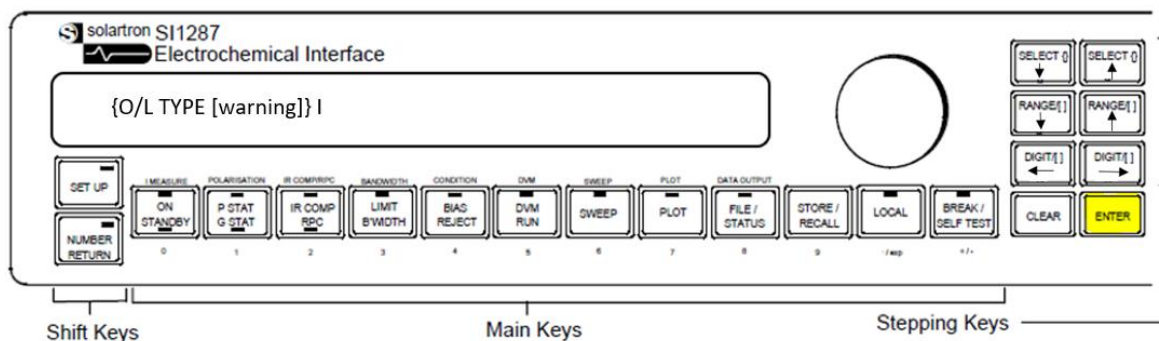 S solartron SI1287
Electrochemical Interface
{O/L TYPE [warning]} I
SELECT {} SELECT {}
RANGE/[ ] RANGE/[ ]
DIGIT/[ ] DIGIT/[ ]
CLEAR ENTER
SET UP
NUMBER RETURN
I MEASURE POLARISATION IR COMP/RPC BANDWIDTH CONDITION DVM SWEEP PLOT DATA OUTPUT
ON P STAT IR COMP LIMIT BIAS DVM SWEEP PLOT FILE / STORE / LOCAL BREAK /
STANDBY G STAT RPC B'WIDTH REJECT RUN STATUS RECALL SELF TEST
0 1 2 3 4 5 6 7 8 9 ·/exp +/-
Shift Keys Main Keys Stepping Keys